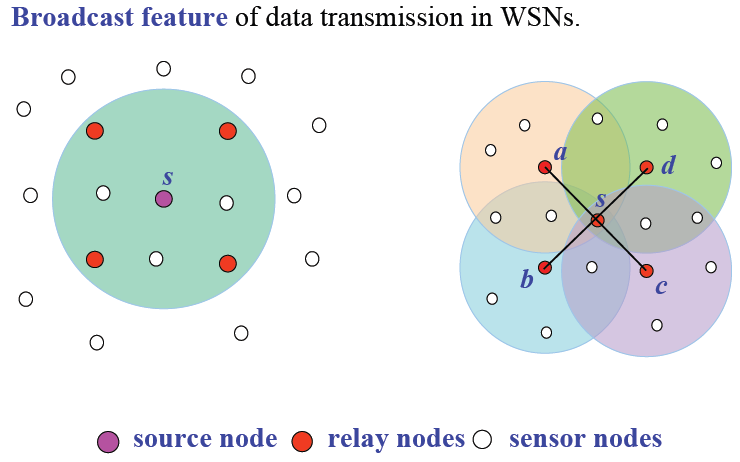 Broadcast feature of data transmission in WSNs.
s
a
d
s
b
c
source node relay nodes sensor nodes